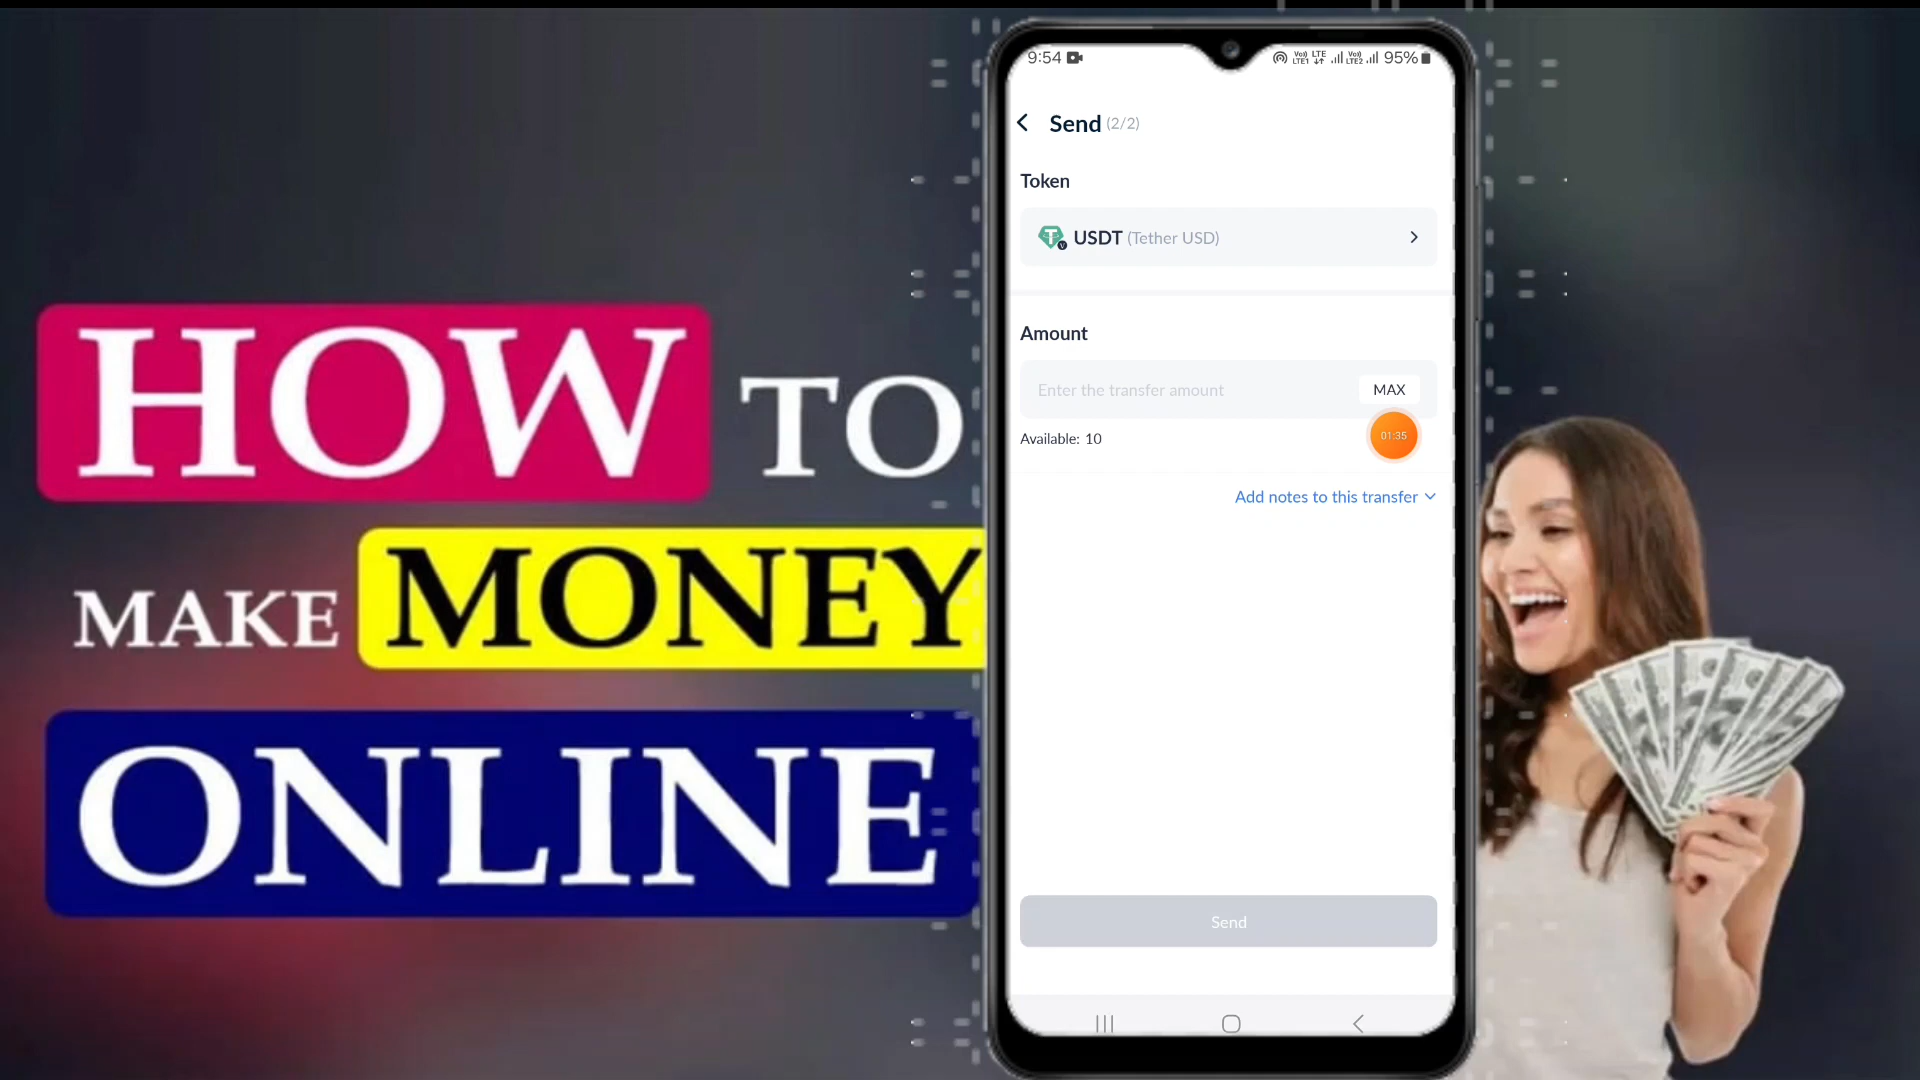 HOW TO
MAKE MONEY
ONLINE
9:54 95%
Send (2/2)
Token
USDT (Tether USD)
Amount
Enter the transfer amount MAX
Available: 10
01:35
Add notes to this transfer
Send